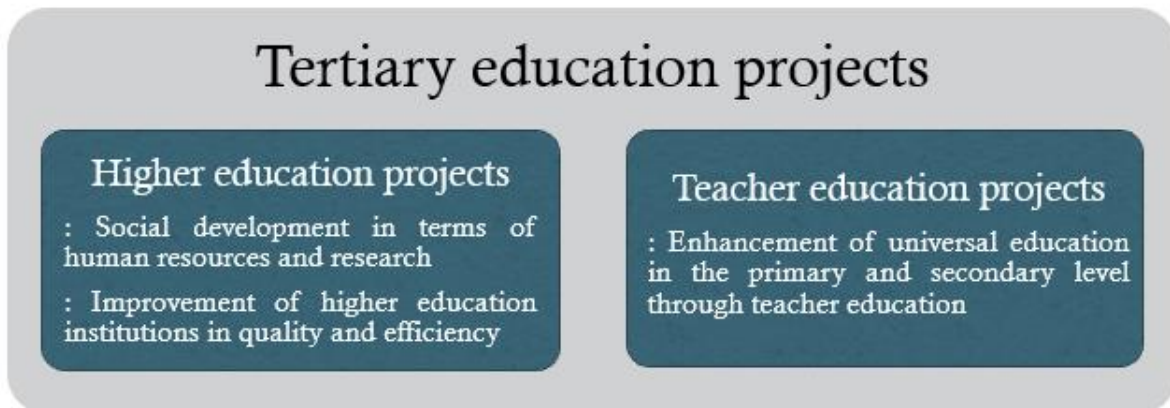 Tertiary education projects
Higher education projects
: Social development in terms of
human resources and research
: Improvement of higher education
institutions in quality and efficiency
Teacher education projects
: Enhancement of universal education
in the primary and secondary level
through teacher education